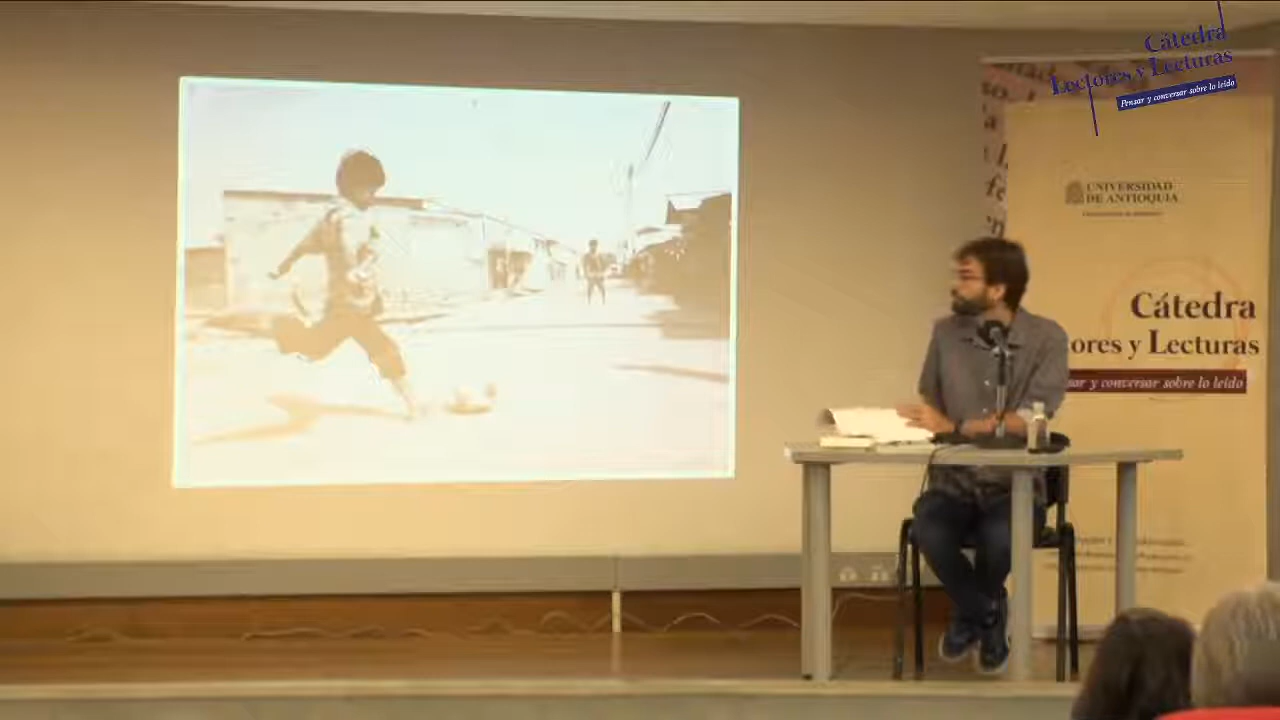 Cátedra
Lectores y Lecturas
Pensar y conversar sobre lo leído
UNIVERSIDAD
DE ANTIOQUIA
Cátedra
ores y Lecturas
sar y conversar sobre lo leído